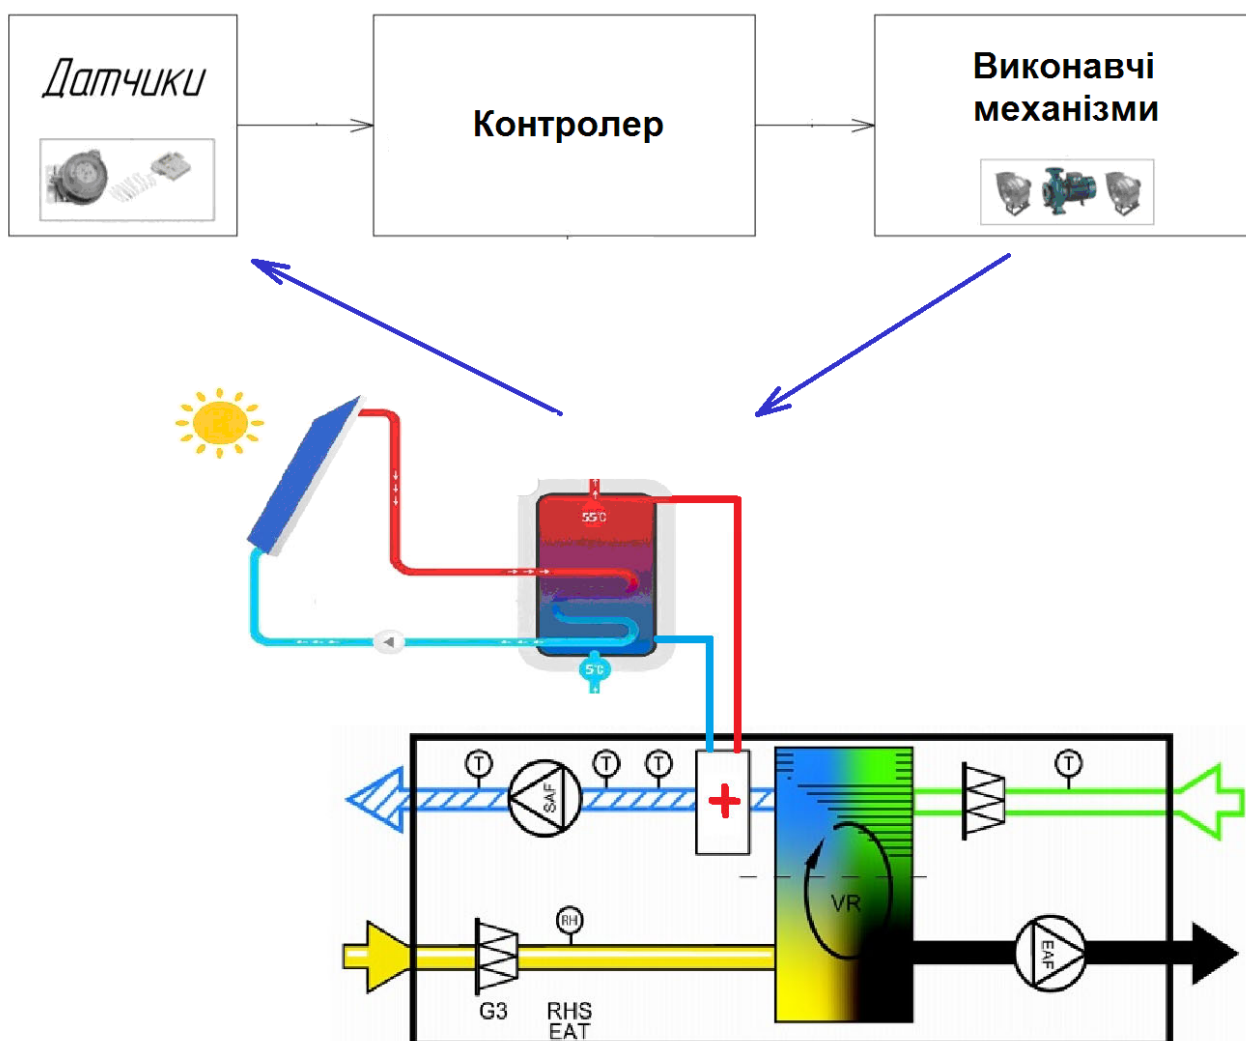 Датчики
Контролер
Виконавчі
механізми
55°C
5°C
T
T
T
T
SAF
+
VR
RH
EAF
G3
RHS
EAT